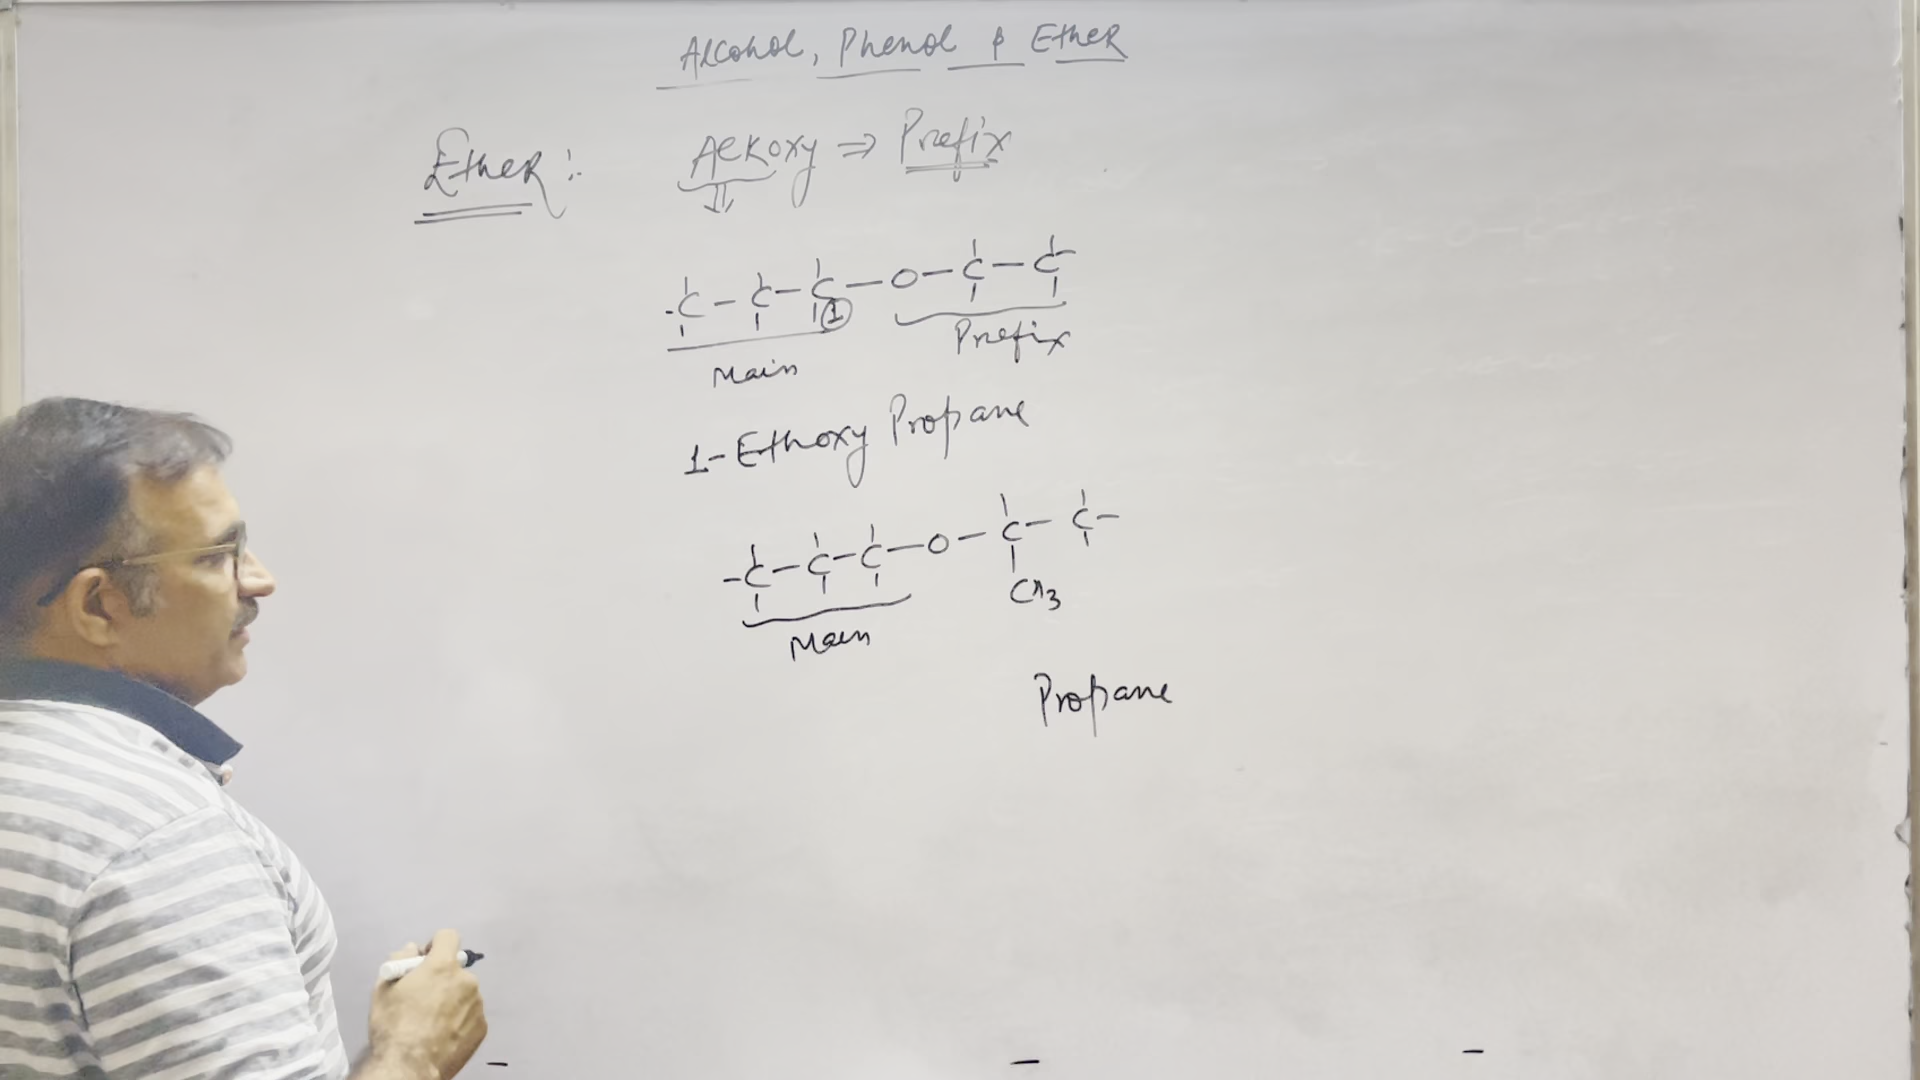 Alcohol, Phenol & Ether
Ether :- Alkoxy ⇒ Prefix
⇓
-C-C-C-O-C-C-
①
Main Prefix
1-Ethoxy Propane
-C-C-C-O-C-C-
CH3
Main
Propane